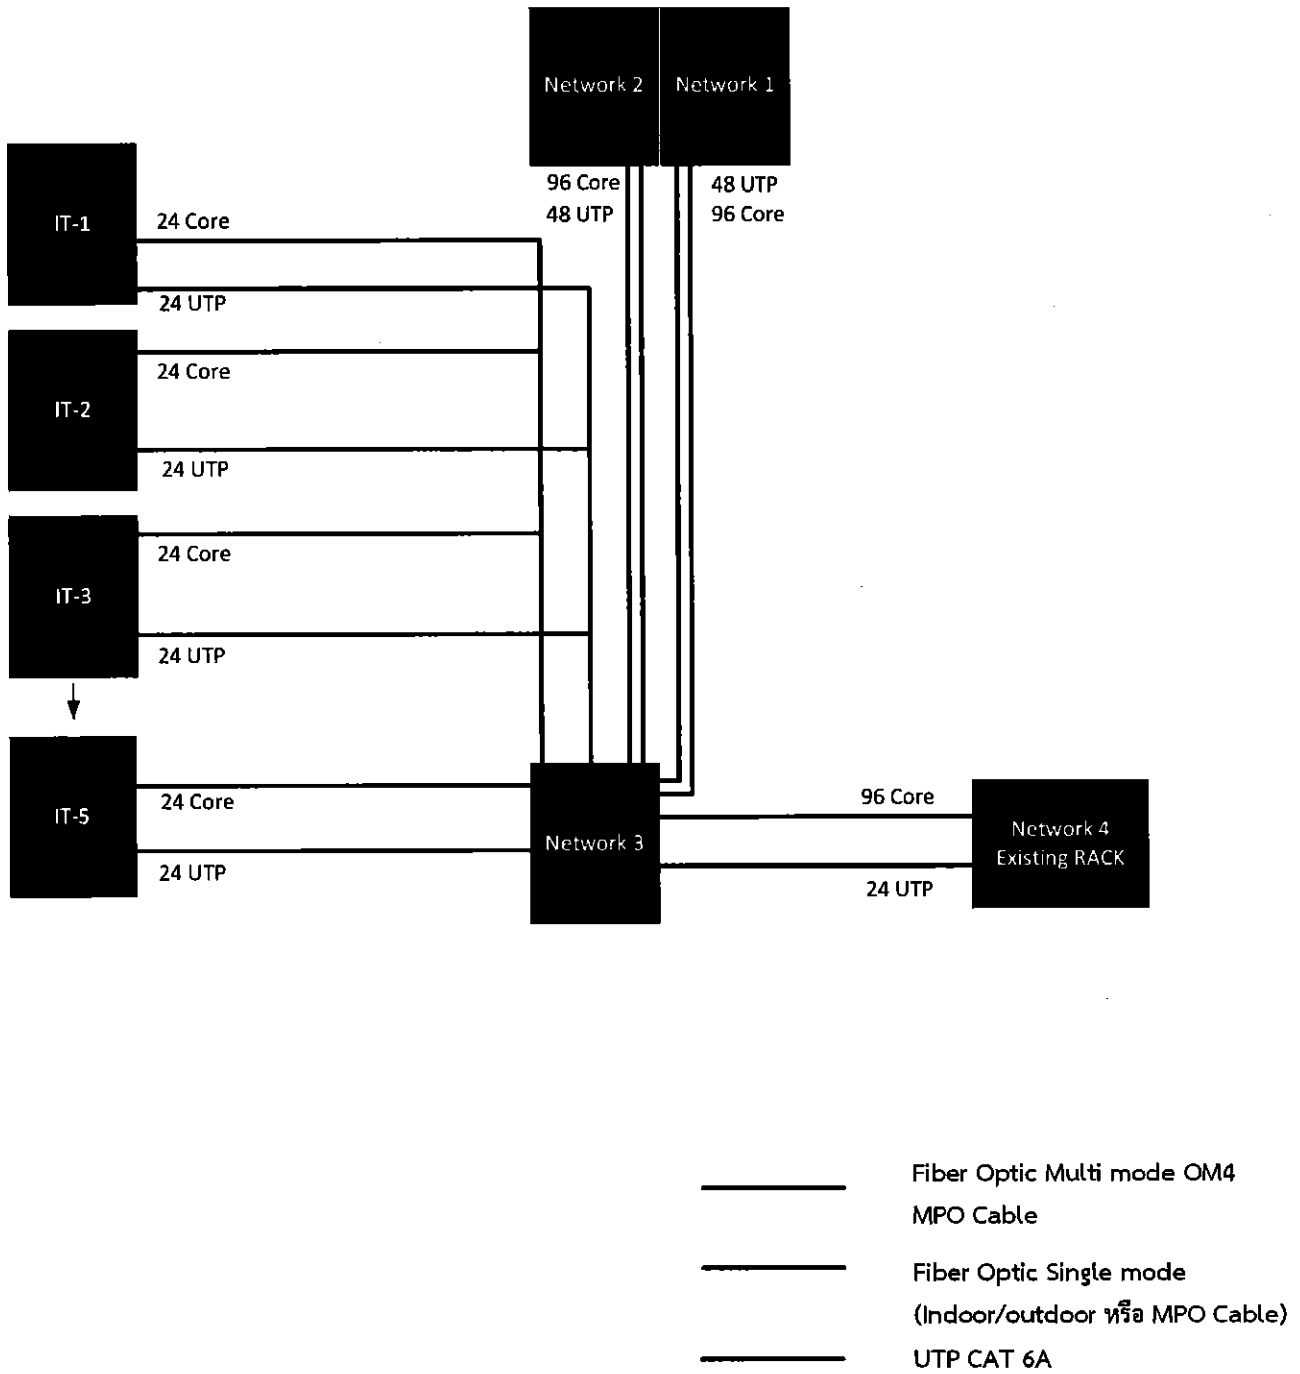 Network 2
Network 1
96 Core
48 UTP
48 UTP
96 Core
IT-1
24 Core
24 UTP
IT-2
24 Core
24 UTP
IT-3
24 Core
24 UTP
IT-5
24 Core
24 UTP
Network 3
96 Core
24 UTP
Network 4
Existing RACK
Fiber Optic Multi mode OM4
MPO Cable
Fiber Optic Single mode
(Indoor/outdoor หรือ MPO Cable)
UTP CAT 6A